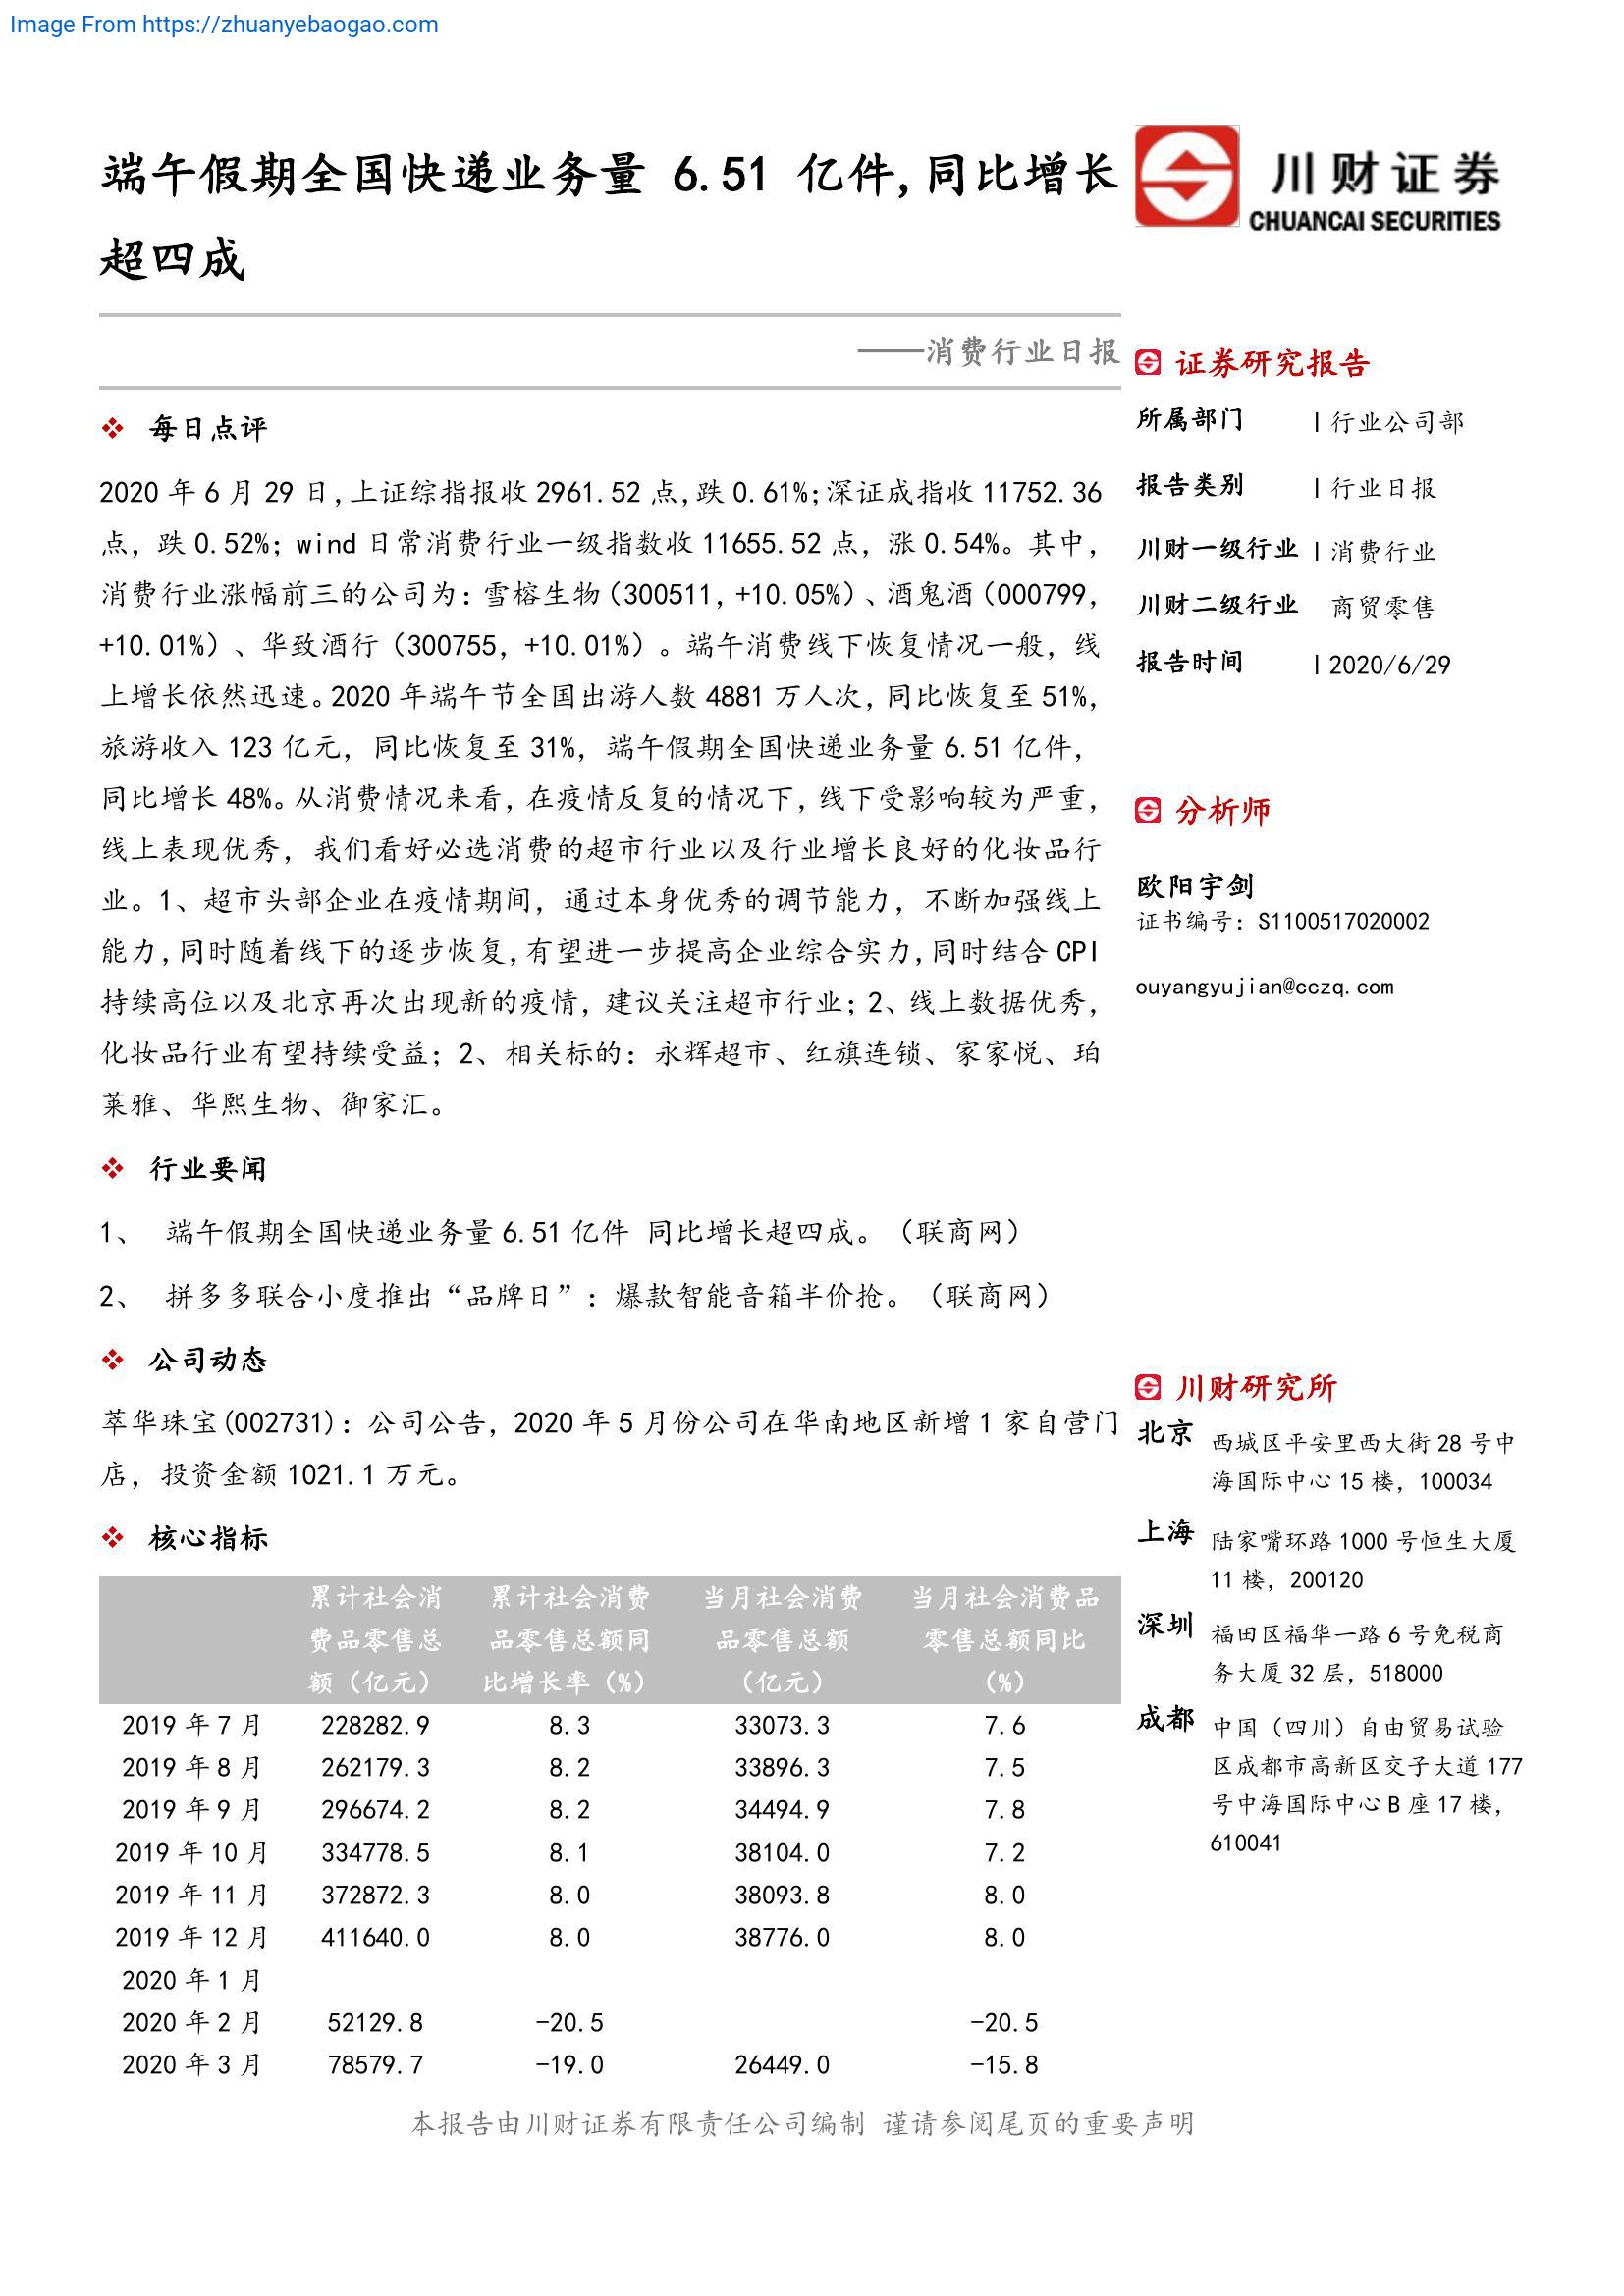 Image From https://zhuanyebaogao.com
端午假期全国快递业务量 6.51 亿件,同比增长
超四成
川财证券
CHUANCAI SECURITIES
——消费行业日报
❖ 每日点评
2020 年 6 月 29 日,上证综指报收 2961.52 点,跌 0.61%;深证成指收 11752.36
点，跌 0.52%；wind 日常消费行业一级指数收 11655.52 点，涨 0.54%。其中，
消费行业涨幅前三的公司为：雪榕生物（300511，+10.05%）、酒鬼酒（000799，
+10.01%）、华致酒行（300755，+10.01%）。端午消费线下恢复情况一般，线
上增长依然迅速。2020 年端午节全国出游人数 4881 万人次，同比恢复至 51%，
旅游收入 123 亿元，同比恢复至 31%，端午假期全国快递业务量 6.51 亿件，
同比增长 48%。从消费情况来看，在疫情反复的情况下，线下受影响较为严重，
线上表现优秀，我们看好必选消费的超市行业以及行业增长良好的化妆品行
业。1、超市头部企业在疫情期间，通过本身优秀的调节能力，不断加强线上
能力,同时随着线下的逐步恢复,有望进一步提高企业综合实力,同时结合 CPI
持续高位以及北京再次出现新的疫情，建议关注超市行业；2、线上数据优秀，
化妆品行业有望持续受益；2、相关标的：永辉超市、红旗连锁、家家悦、珀
莱雅、华熙生物、御家汇。
❖ 行业要闻
1、 端午假期全国快递业务量 6.51 亿件 同比增长超四成。（联商网）
2、 拼多多联合小度推出“品牌日”：爆款智能音箱半价抢。（联商网）
❖ 公司动态
萃华珠宝(002731)：公司公告，2020 年 5 月份公司在华南地区新增 1 家自营门
店，投资金额 1021.1 万元。
❖ 核心指标
累计社会消 累计社会消费 当月社会消费 当月社会消费品
费品零售总 品零售总额同 品零售总额 零售总额同比
额（亿元） 比增长率（%） （亿元） （%）
2019 年 7 月 228282.9 8.3 33073.3 7.6
2019 年 8 月 262179.3 8.2 33896.3 7.5
2019 年 9 月 296674.2 8.2 34494.9 7.8
2019 年 10 月 334778.5 8.1 38104.0 7.2
2019 年 11 月 372872.3 8.0 38093.8 8.0
2019 年 12 月 411640.0 8.0 38776.0 8.0
2020 年 1 月
2020 年 2 月 52129.8 -20.5 -20.5
2020 年 3 月 78579.7 -19.0 26449.0 -15.8
证券研究报告
所属部门 | 行业公司部
报告类别 | 行业日报
川财一级行业 | 消费行业
川财二级行业 商贸零售
报告时间 | 2020/6/29
分析师
欧阳宇剑
证书编号：S1100517020002
ouyangyujian@cczq.com
川财研究所
北京 西城区平安里西大街 28 号中
海国际中心 15 楼，100034
上海 陆家嘴环路 1000 号恒生大厦
11 楼，200120
深圳 福田区福华一路 6 号免税商
务大厦 32 层，518000
成都 中国（四川）自由贸易试验
区成都市高新区交子大道 177
号中海国际中心 B 座 17 楼，
610041
本报告由川财证券有限责任公司编制 谨请参阅尾页的重要声明